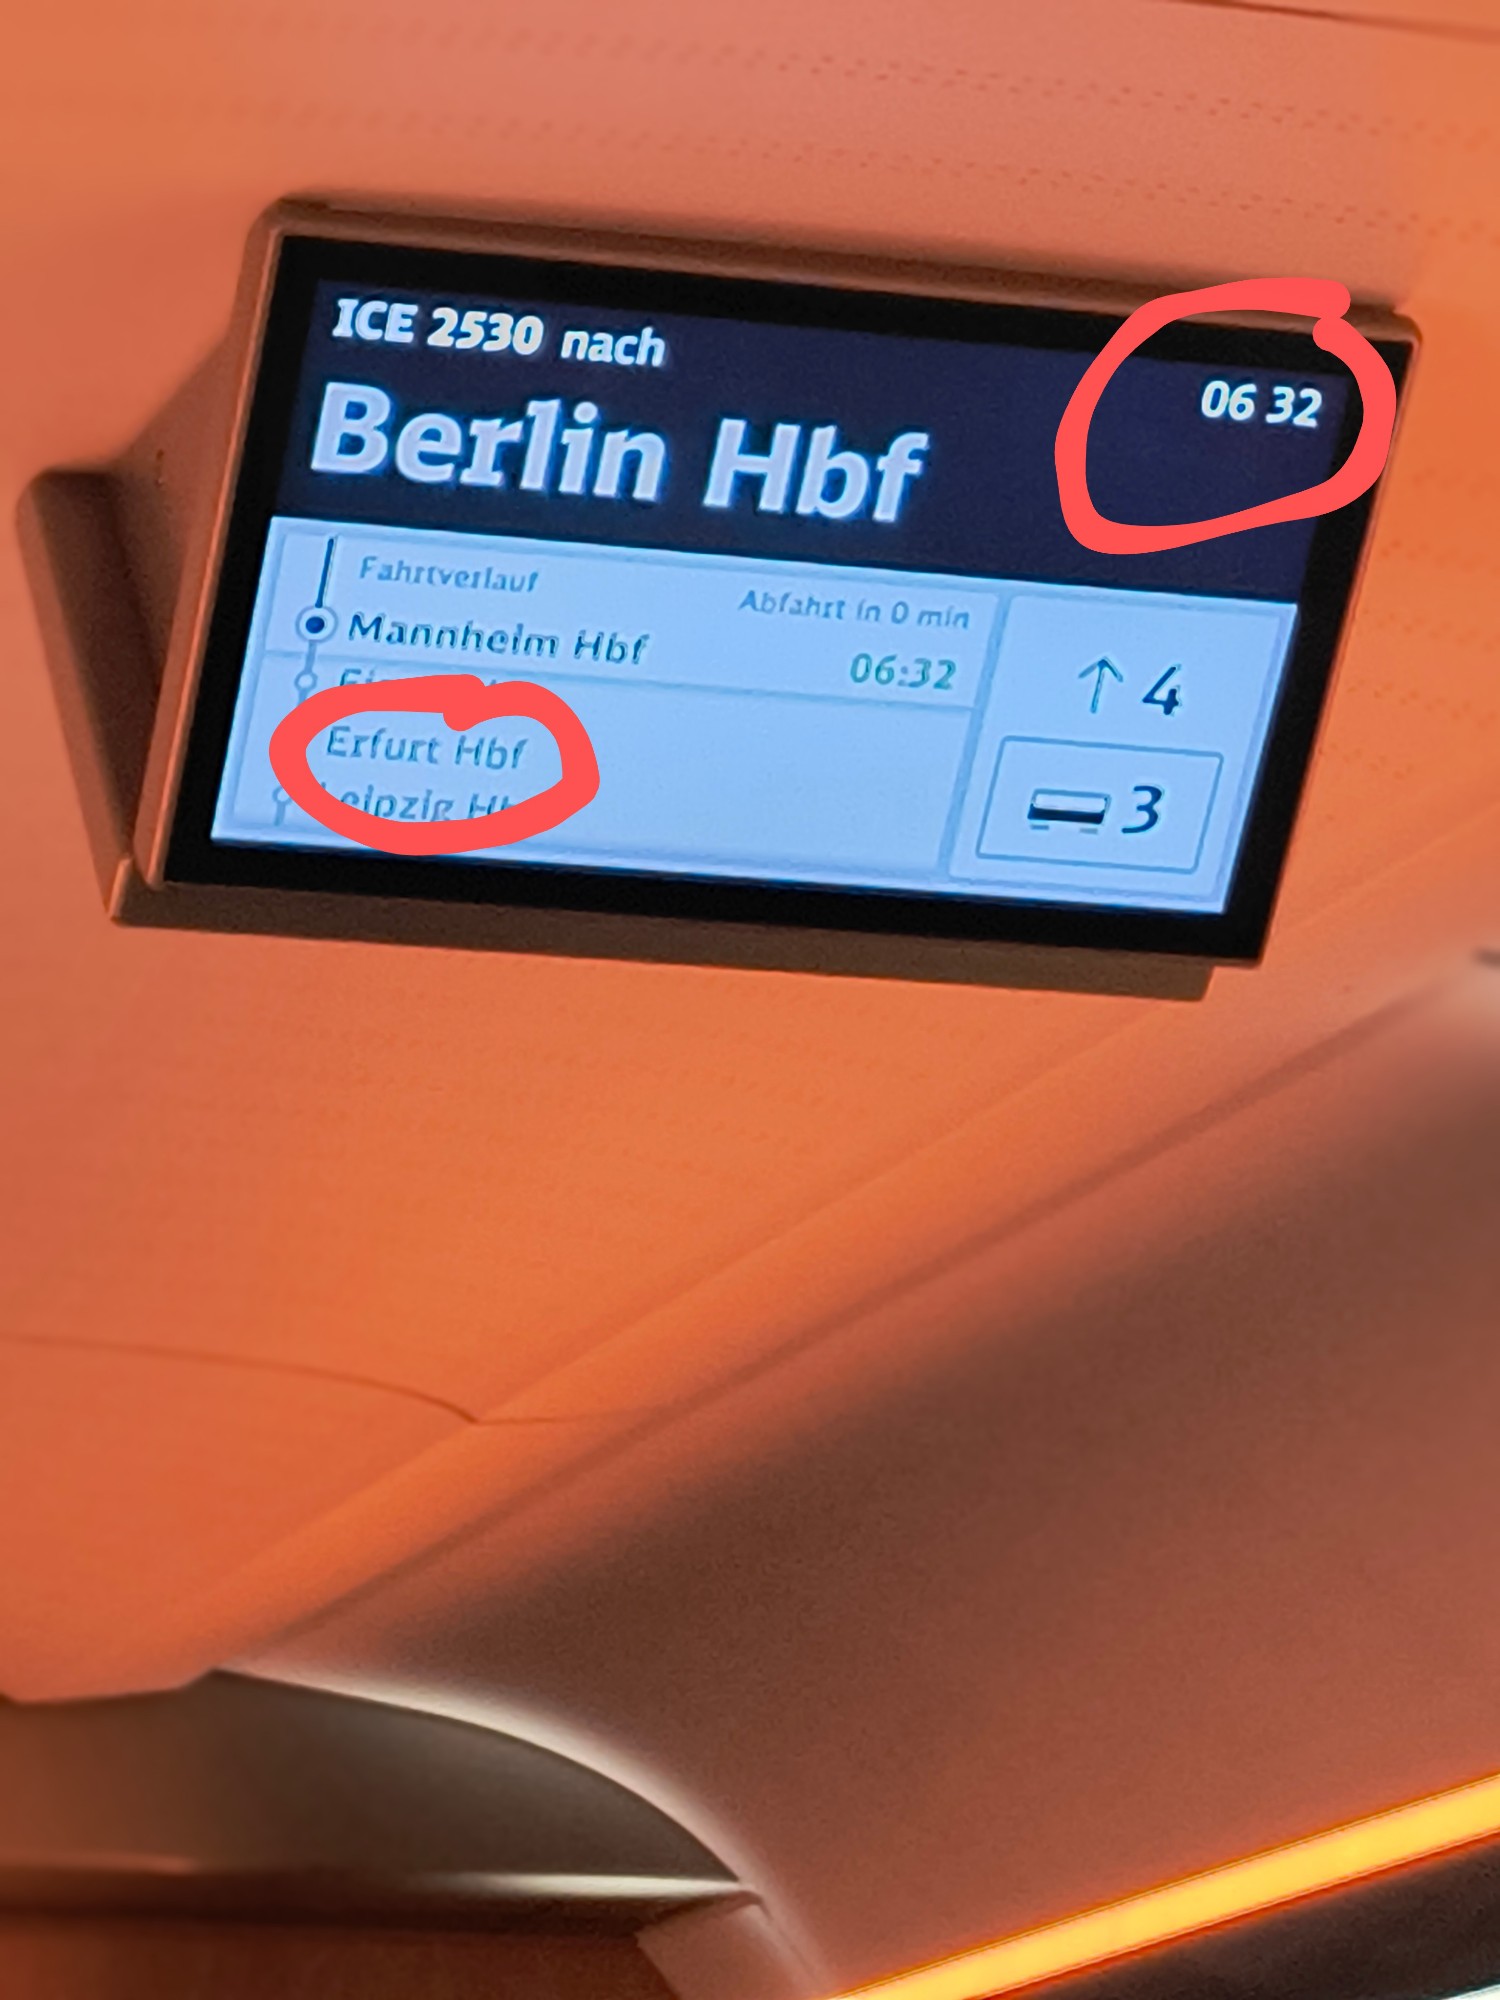 ICE 2530 nach
06 32
Berlin Hbf
Fahrtverlauf
Abfahrt in 0 min
Mannheim Hbf
06:32
4
Erfurt Hbf
3
Leipzig